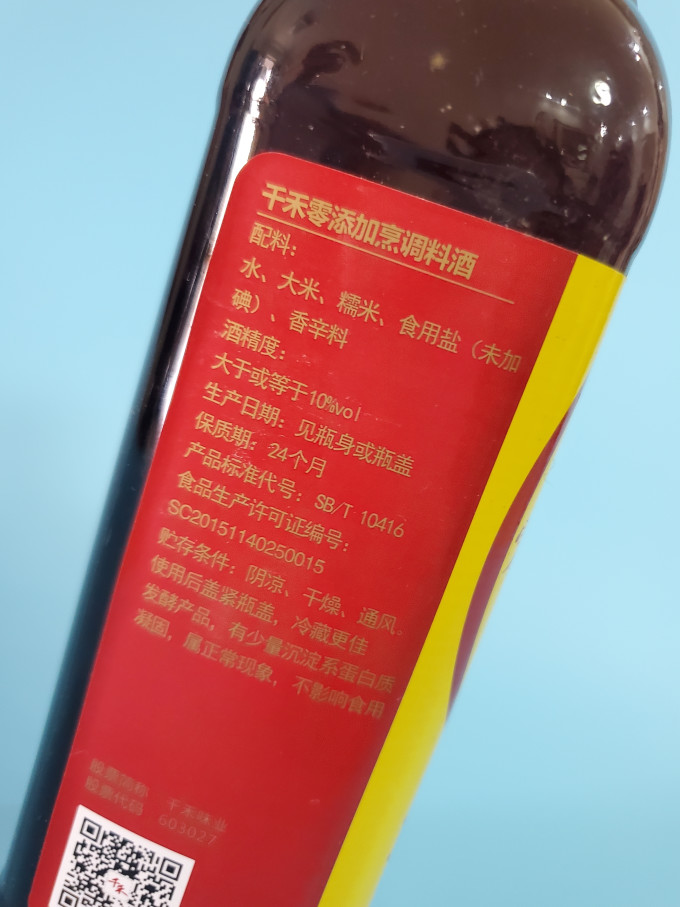 千禾零添加烹调料酒
配料：
水、大米、糯米、食用盐（未加
碘）、香辛料
酒精度：
大于或等于10%vol
生产日期：见瓶身或瓶盖
保质期：24个月
产品标准代号：SB/T 10416
食品生产许可证编号：
SC20151140250015
贮存条件：阴凉、干燥、通风。
使用后盖紧瓶盖，冷藏更佳
发酵产品，有少量沉淀系蛋白质
凝固，属正常现象，不影响食用
股票简称 千禾味业
股票代码 603027
千禾